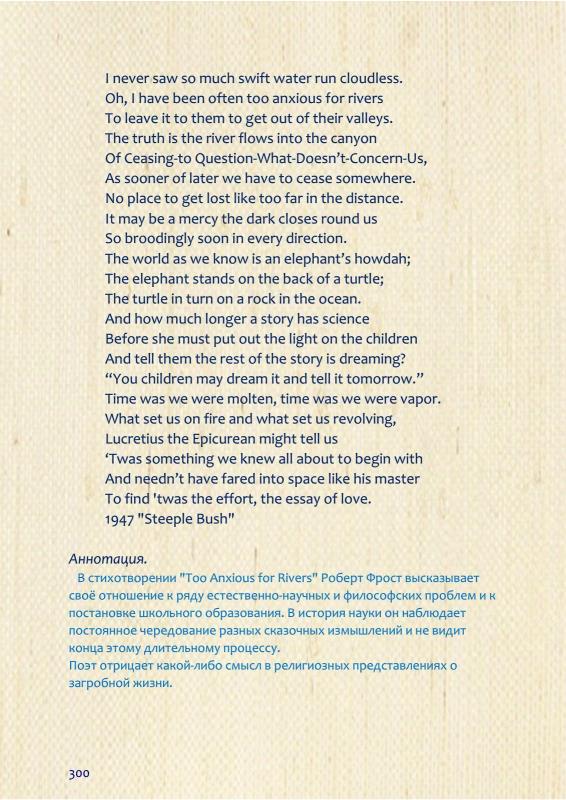 I never saw so much swift water run cloudless.
Oh, I have been often too anxious for rivers
To leave it to them to get out of their valleys.
The truth is the river flows into the canyon
Of Ceasing-to Question-What-Doesn't-Concern-Us,
As sooner of later we have to cease somewhere.
No place to get lost like too far in the distance.
It may be a mercy the dark closes round us
So broodingly soon in every direction.
The world as we know is an elephant's howdah;
The elephant stands on the back of a turtle;
The turtle in turn on a rock in the ocean.
And how much longer a story has science
Before she must put out the light on the children
And tell them the rest of the story is dreaming?
“You children may dream it and tell it tomorrow.”
Time was we were molten, time was we were vapor.
What set us on fire and what set us revolving,
Lucretius the Epicurean might tell us
‘Twas something we knew all about to begin with
And needn't have fared into space like his master
To find 'twas the effort, the essay of love.
1947 "Steeple Bush"
Аннотация.
В стихотворении "Too Anxious for Rivers" Роберт Фрост высказывает
своё отношение к ряду естественно-научных и философских проблем и к
постановке школьного образования. В история науки он наблюдает
постоянное чередование разных сказочных измышлений и не видит
конца этому длительному процессу.
Поэт отрицает какой-либо смысл в религиозных представлениях о
загробной жизни.
300